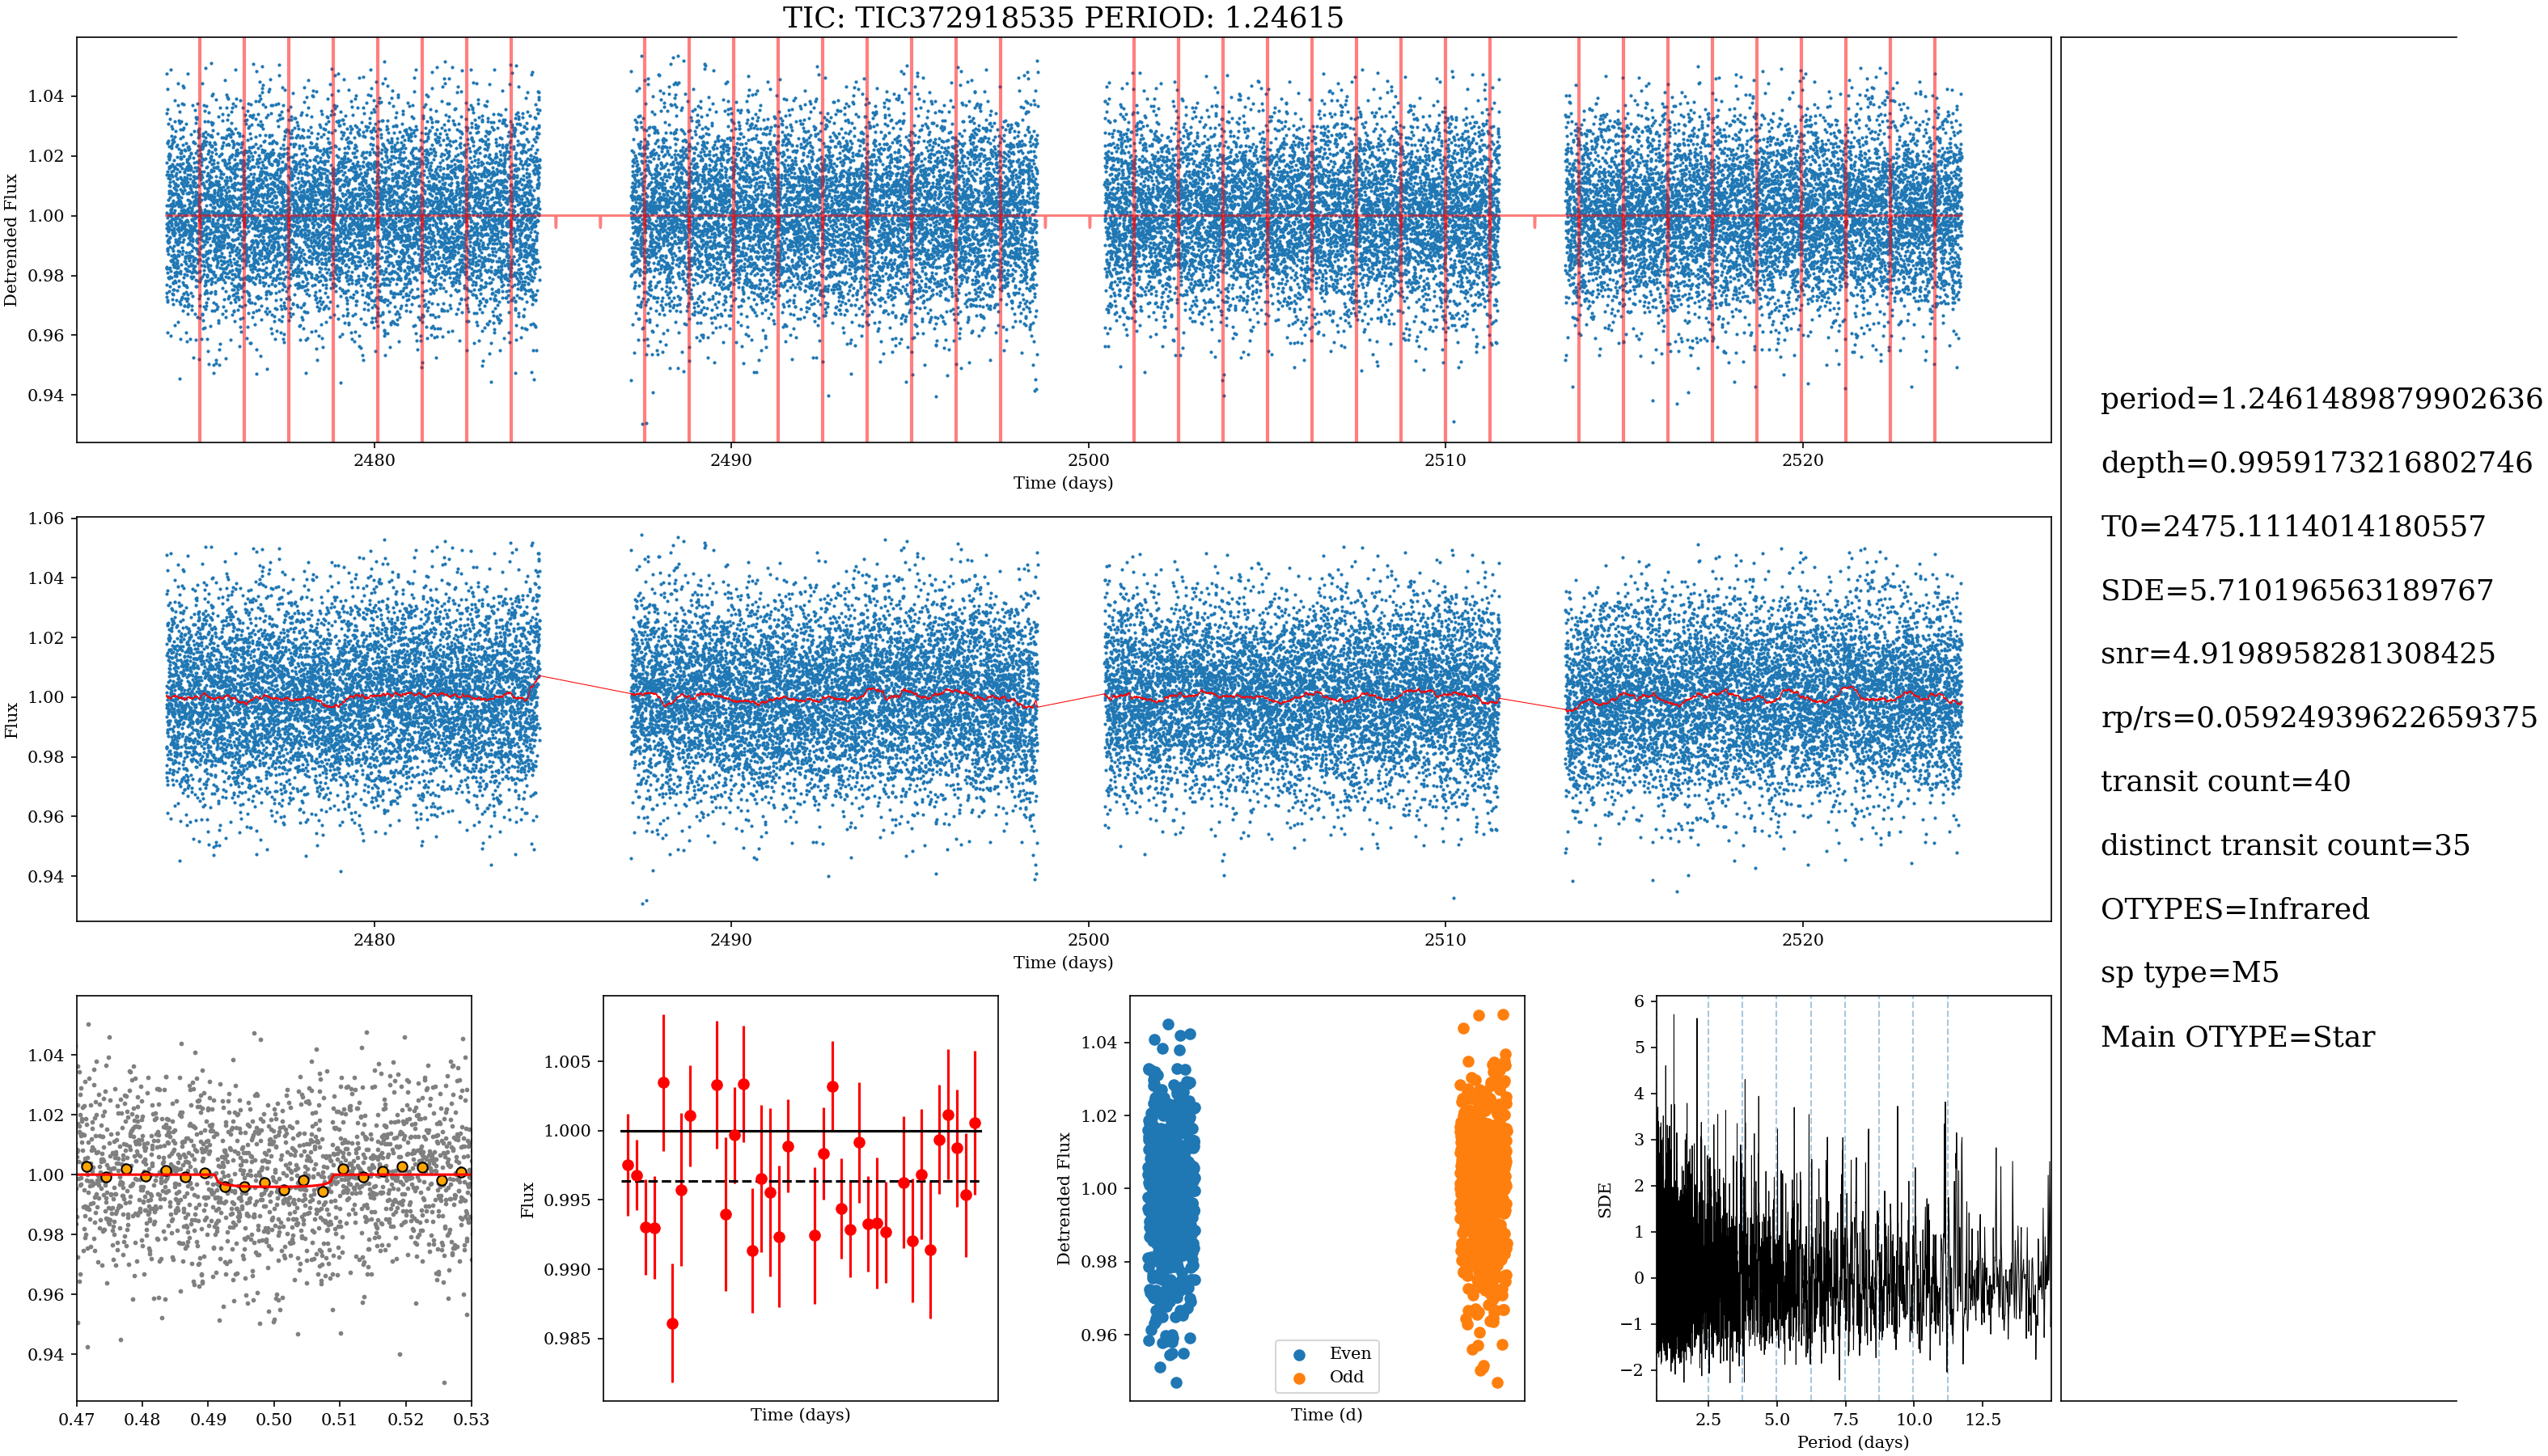 TIC: TIC372918535 PERIOD: 1.24615
1.04
1.02
1.00
0.98
0.96
0.94
Detrended Flux
2480
2490
2500
2510
2520
Time (days)
1.06
1.04
1.02
1.00
0.98
0.96
0.94
Flux
2480
2490
2500
2510
2520
Time (days)
period=1.2461489879902636
depth=0.9959173216802746
T0=2475.1114014180557
SDE=5.710196563189767
snr=4.9198958281308425
rp/rs=0.05924939622659375
transit count=40
distinct transit count=35
OTYPES=Infrared
sp type=M5
Main OTYPE=Star
1.04
1.02
1.00
0.98
0.96
0.94
0.47
0.48
0.49
0.50
0.51
0.52
0.53
1.005
1.000
0.995
0.990
0.985
Flux
Time (days)
1.04
1.02
1.00
0.98
0.96
Detrended Flux
Even
Odd
Time (d)
6
5
4
3
2
1
0
−1
−2
SDE
2.5
5.0
7.5
10.0
12.5
Period (days)